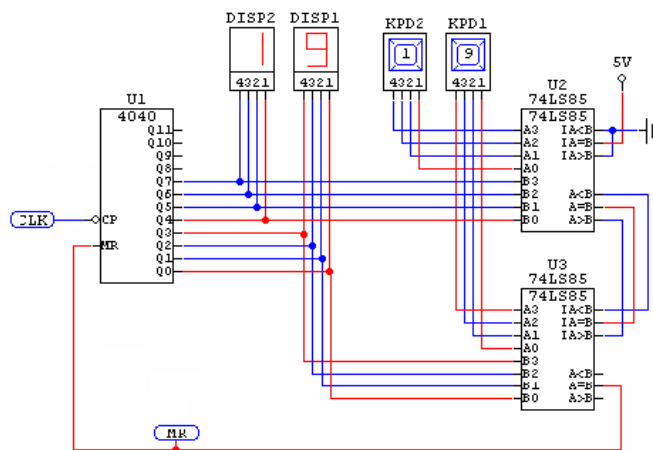 DISP2 DISP1
1 9
4321 4321
KPD2 KPD1
1 9
4321 4321
5V
U1
4040
Q11
Q10
Q9
Q8
Q7
Q6
Q5
Q4
Q3
Q2
Q1
Q0
CP
MR
CLK
MR
U2
74LS85
74LS85
A3 IA<B
A2 IA=B
A1 IA>B
A0
B3
B2 A<B
B1 A=B
B0 A>B
U3
74LS85
74LS85
A3 IA<B
A2 IA=B
A1 IA>B
A0
B3
B2 A<B
B1 A=B
B0 A>B